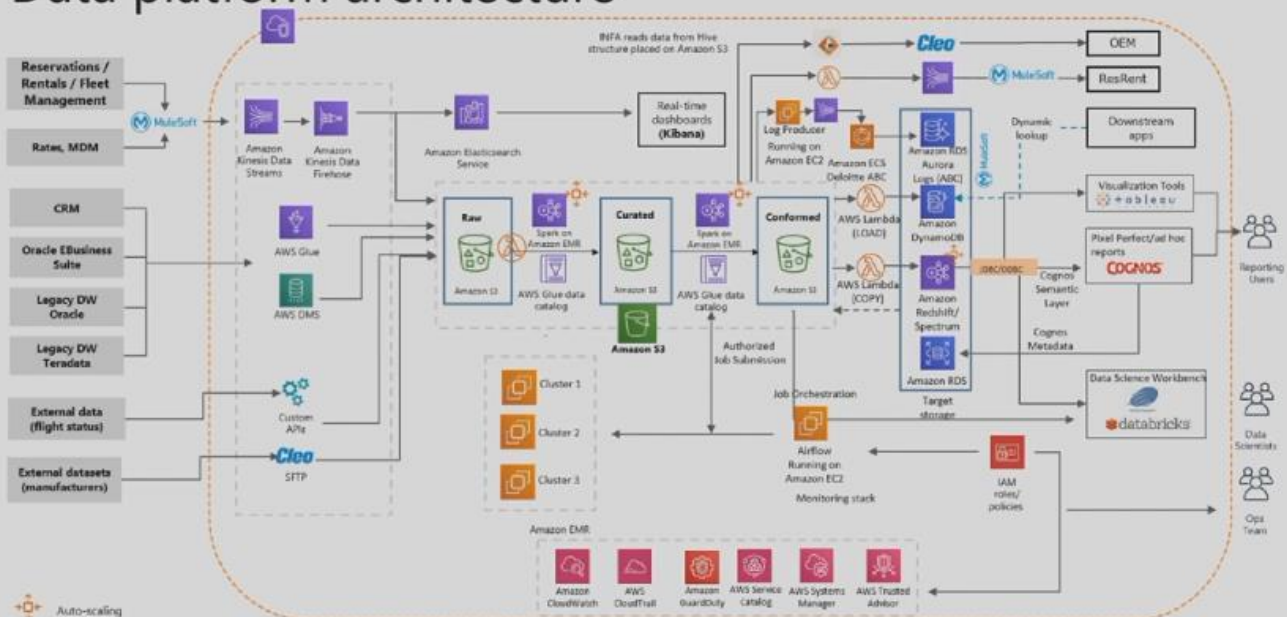 Data platform architecture
INFA reads data from Hive
structure placed on Amazon S3
Cleo
OEM
Reservations /
Rentals / Fleet
Management
MuleSoft
ResRent
Rates, MDM
MuleSoft
Amazon
Kinesis Data
Streams
Amazon
Kinesis Data
Firehose
Amazon Elasticsearch
Service
Real-time
dashboards
(Kibana)
Log Producer
Running on
Amazon EC2
Amazon ECS
Deloitte ABC
Amazon RDS
Aurora
Logs (ABC)
MuleSoft
Dynamic
lookup
Downstream
apps
CRM
Oracle EBusiness
Suite
Legacy DW
Oracle
Legacy DW
Teradata
AWS Glue
AWS DMS
Raw
Amazon S3
Spark on
Amazon EMR
AWS Glue data
catalog
Curated
Amazon S3
Amazon S3
Spark on
Amazon EMR
AWS Glue data
catalog
Conformed
Amazon S3
AWS Lambda
(LOAD)
AWS Lambda
(COPY)
Amazon
DynamoDB
Amazon
Redshift/
Spectrum
Amazon RDS
Target
storage
Cognos
Semantic
Layer
Cognos
Metadata
Visualization Tools
tableau
Pixel Perfect/ad hoc
reports
COGNOS
Reporting
Users
Authorized
Job Submission
Job Orchestration
External data
(flight status)
External datasets
(manufacturers)
Custom
APIs
Cleo
SFTP
Cluster 1
Cluster 2
Cluster 3
Amazon EMR
Airflow
Running on
Amazon EC2
Monitoring stack
IAM
roles/
policies
Data Science Workbench
databricks
Data
Scientists
Ops
Team
Amazon
CloudWatch
AWS
CloudTrail
Amazon
GuardDuty
AWS Service
Catalog
AWS Systems
Manager
AWS Trusted
Advisor
Auto-scaling